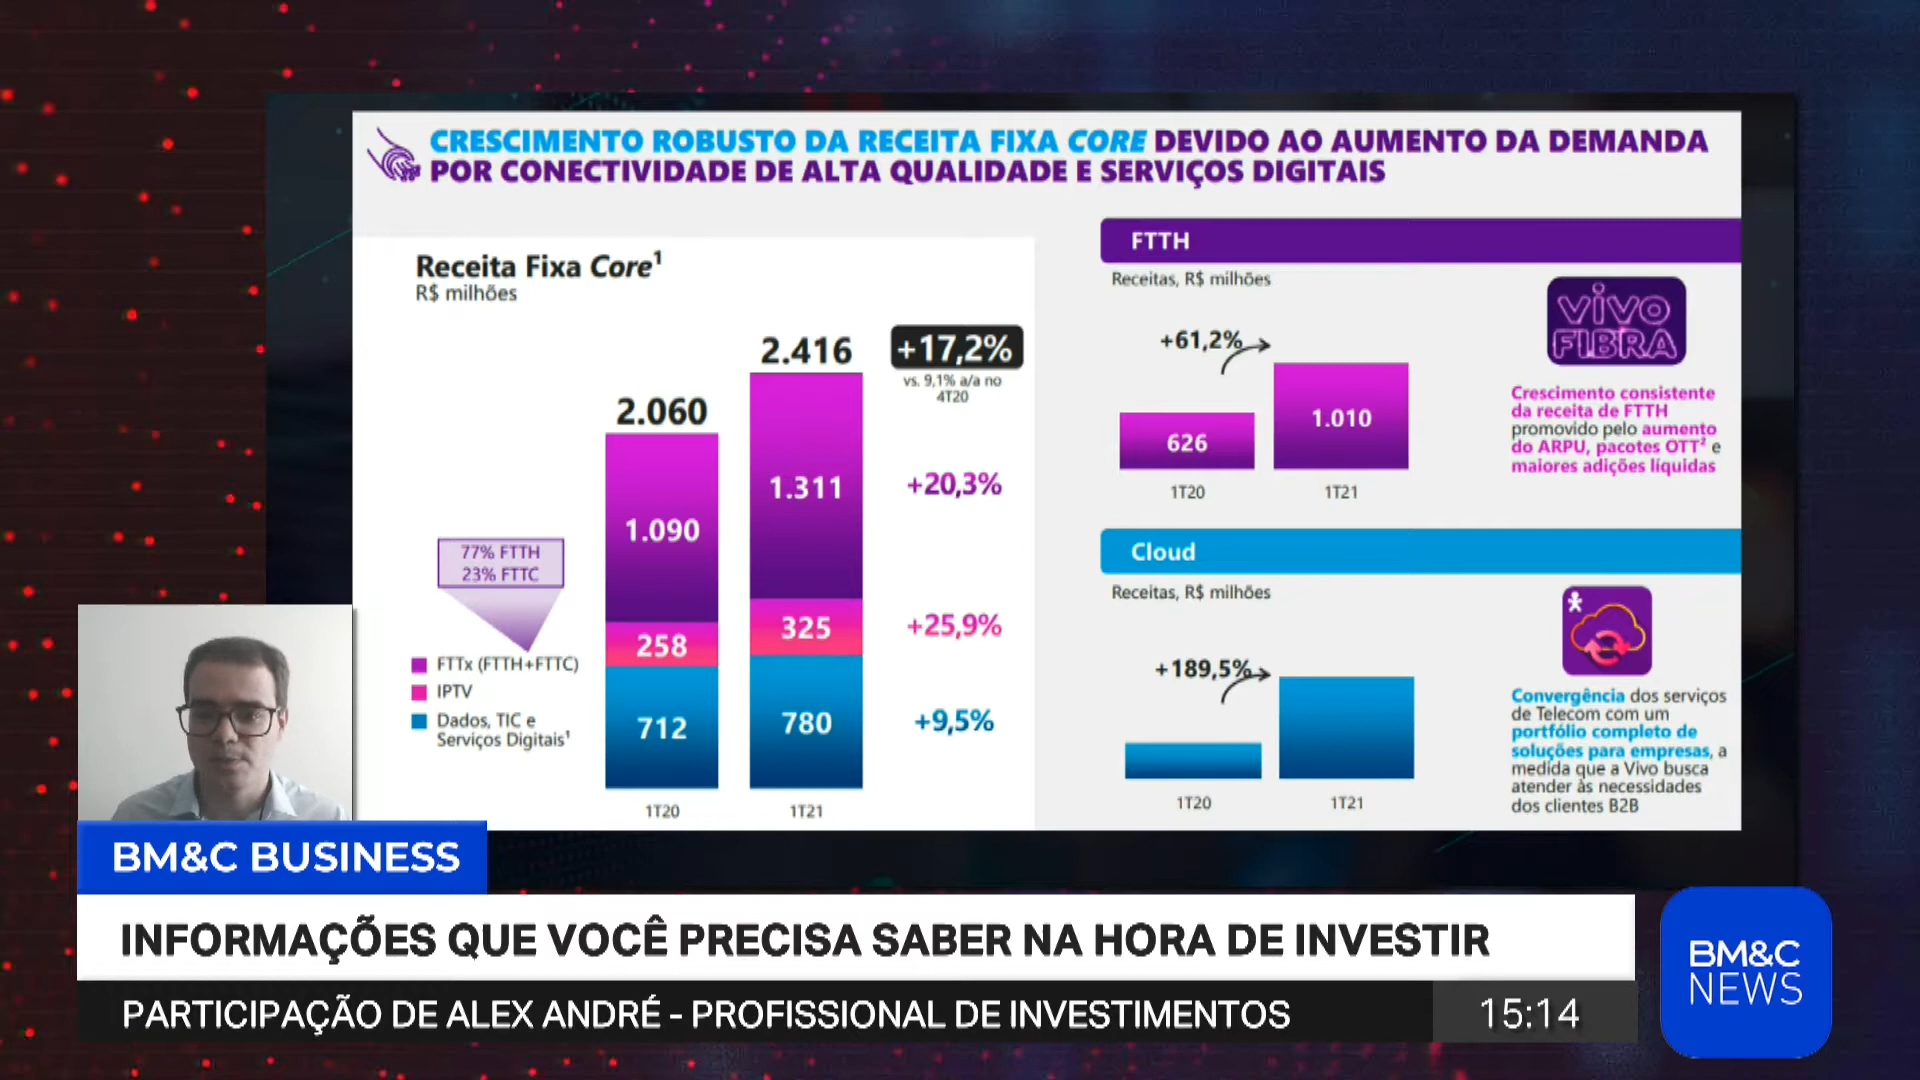 CRESCIMENTO ROBUSTO DA RECEITA FIXA CORE DEVIDO AO AUMENTO DA DEMANDA
POR CONECTIVIDADE DE ALTA QUALIDADE E SERVIÇOS DIGITAIS
Receita Fixa Core¹
R$ milhões
2.060
2.416
+17,2%
vs. 9,1% a/a no
4T20
1.090
1.311
+20,3%
77% FTTH
23% FTTC
258
325
+25,9%
FTTx (FTTH+FTTC)
IPTV
Dados, TIC e
Serviços Digitais¹
712
780
+9,5%
1T20
1T21
FTTH
Receitas, R$ milhões
+61,2%
626
1.010
1T20
1T21
VIVO
FIBRA
Crescimento consistente
da receita de FTTH
promovido pelo aumento
do ARPU, pacotes OTT² e
maiores adições líquidas
Cloud
Receitas, R$ milhões
+189,5%
1T20
1T21
Convergência dos serviços
de Telecom com um
portfólio completo de
soluções para empresas, a
medida que a Vivo busca
atender às necessidades
dos clientes B2B
BM&C BUSINESS
INFORMAÇÕES QUE VOCÊ PRECISA SABER NA HORA DE INVESTIR
PARTICIPAÇÃO DE ALEX ANDRÉ - PROFISSIONAL DE INVESTIMENTOS
15:14
BM&C
NEWS